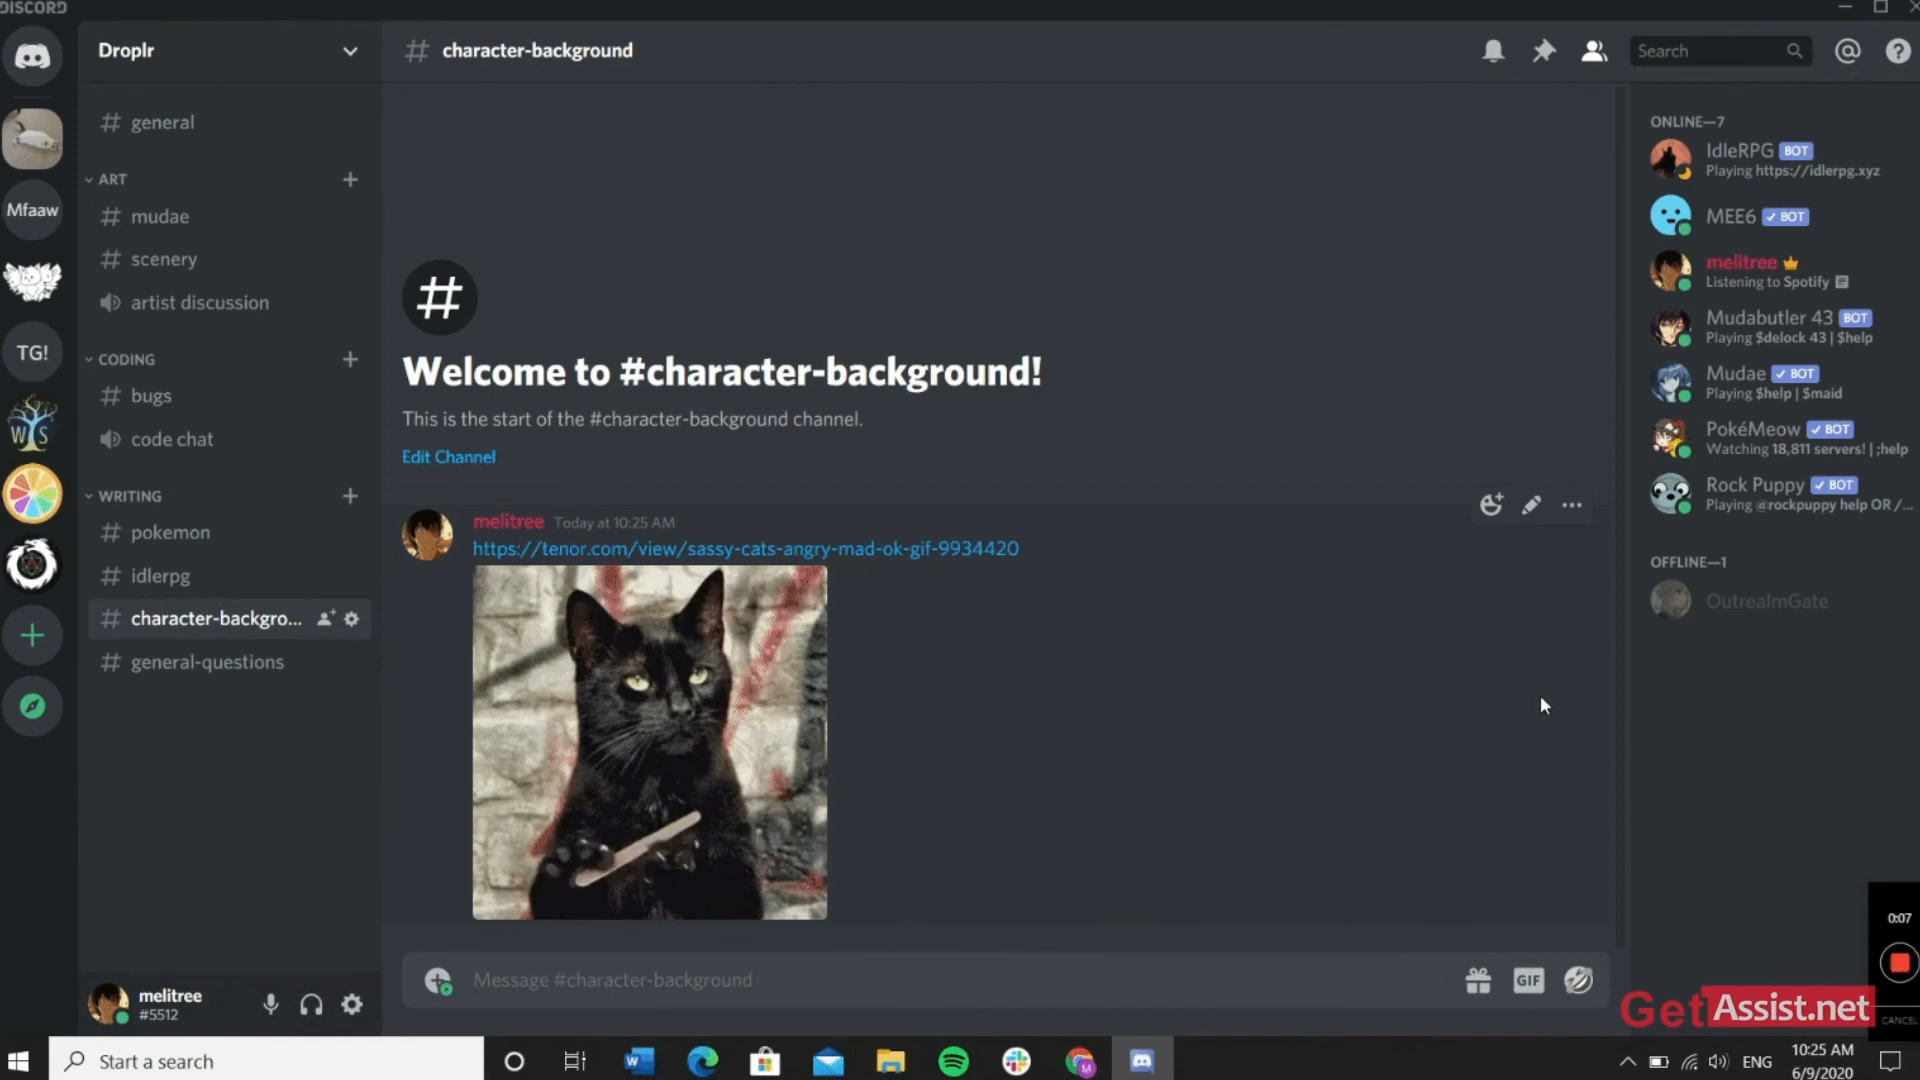 DISCORD
Droplr
character-background
Search
general
ART
mudae
scenery
artist discussion
CODING
bugs
code chat
WRITING
pokemon
idlerpg
character-backgro...
general-questions
Mfaaw
TG!
WS
Welcome to #character-background!
This is the start of the #character-background channel.
Edit Channel
melitree Today at 10:25 AM
https://tenor.com/view/sassy-cats-angry-mad-ok-gif-9934420
Message #character-background
GIF
ONLINE—7
IdleRPG BOT
Playing https://idlerpg.xyz
MEE6 ✓ BOT
melitree
Listening to Spotify
Mudabutler 43 BOT
Playing $delock 43 | $help
Mudae ✓ BOT
Playing $help | $maid
PokéMeow ✓ BOT
Watching 18,811 servers! | ;help
Rock Puppy ✓ BOT
Playing @rockpuppy help OR /...
OFFLINE—1
OutrealmGate
melitree
#5512
0:07
CANCEL
GetAssist.net
Start a search
W
M
ENG
10:25 AM
6/9/2020